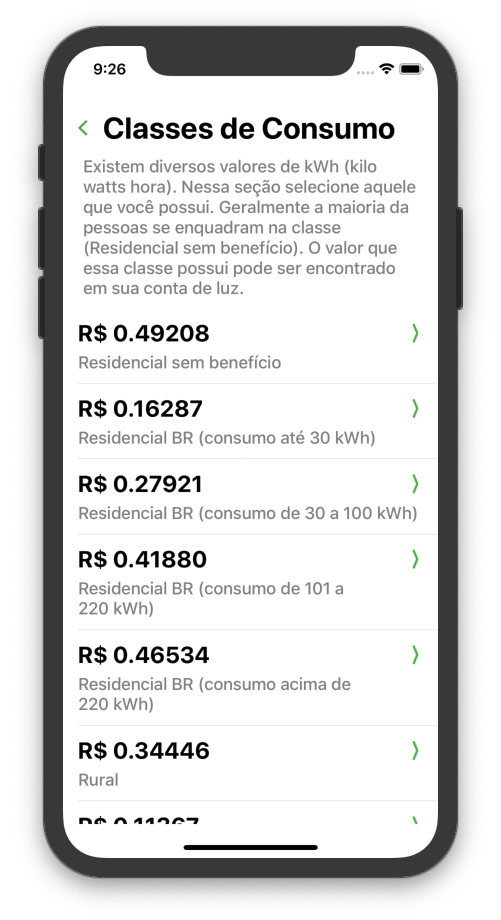 9:26
Classes de Consumo
Existem diversos valores de kWh (kilo
watts hora). Nessa seção selecione aquele
que você possui. Geralmente a maioria da
pessoas se enquadram na classe
(Residencial sem benefício). O valor que
essa classe possui pode ser encontrado
em sua conta de luz.
R$ 0.49208
Residencial sem benefício
R$ 0.16287
Residencial BR (consumo até 30 kWh)
R$ 0.27921
Residencial BR (consumo de 30 a 100 kWh)
R$ 0.41880
Residencial BR (consumo de 101 a
220 kWh)
R$ 0.46534
Residencial BR (consumo acima de
220 kWh)
R$ 0.34446
Rural